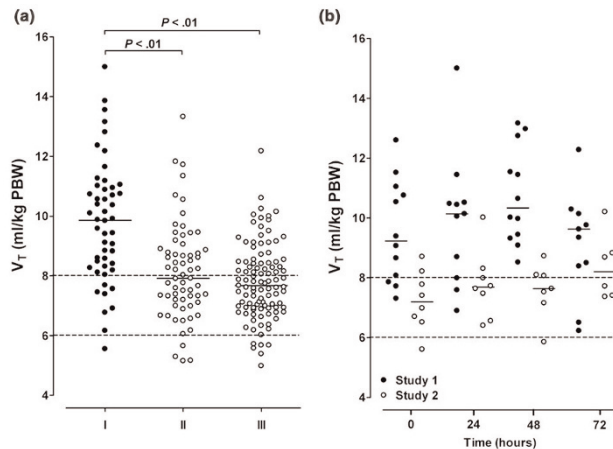 (a)
P < .01
P < .01
16
14
12
10
8
6
4
V_T (ml/kg PBW)
I II III
(b)
16
14
12
10
8
6
4
V_T (ml/kg PBW)
Study 1
Study 2
0 24 48 72
Time (hours)